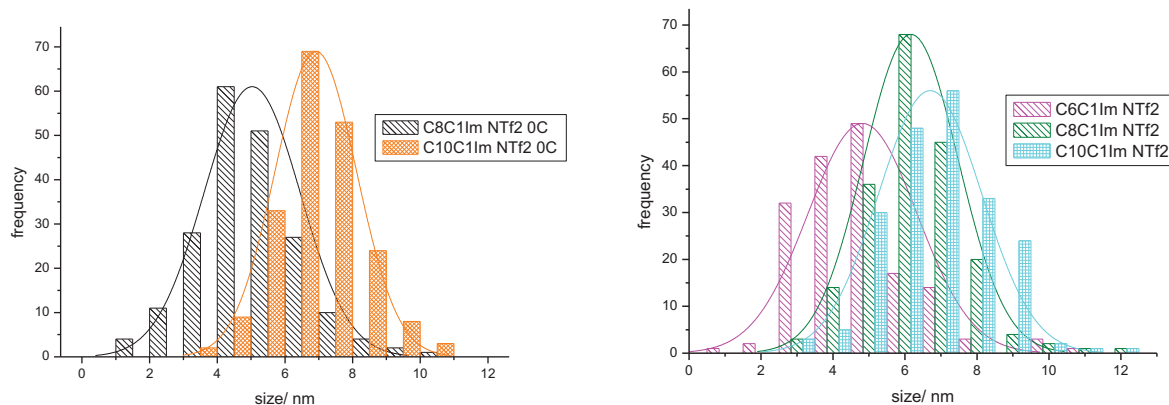 70
60
50
40
30
20
10
0
frequency
0 2 4 6 8 10 12
size/ nm
C8C1Im NTf2 0C
C10C1Im NTf2 0C
70
60
50
40
30
20
10
0
frequency
0 2 4 6 8 10 12
size/ nm
C6C1Im NTf2
C8C1Im NTf2
C10C1Im NTf2